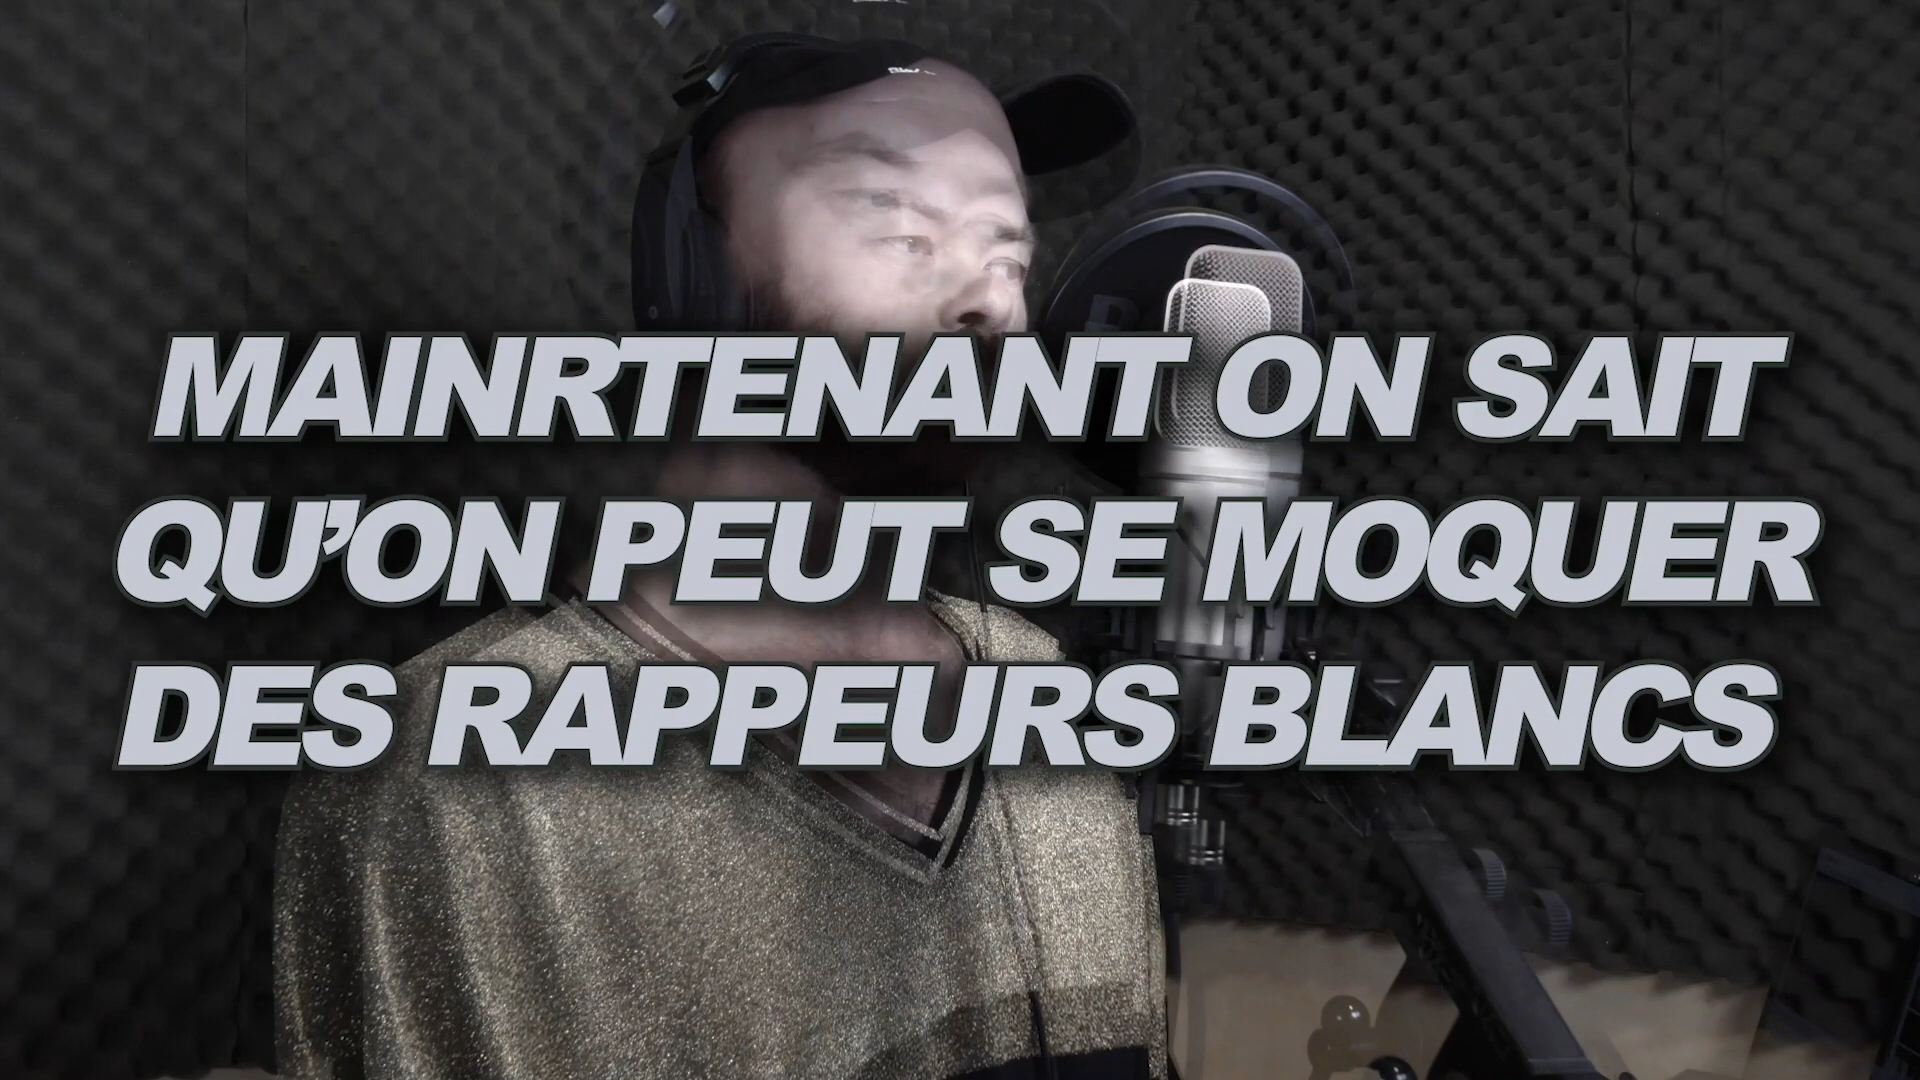 MAINRTENANT ON SAIT
QU'ON PEUT SE MOQUER
DES RAPPEURS BLANCS